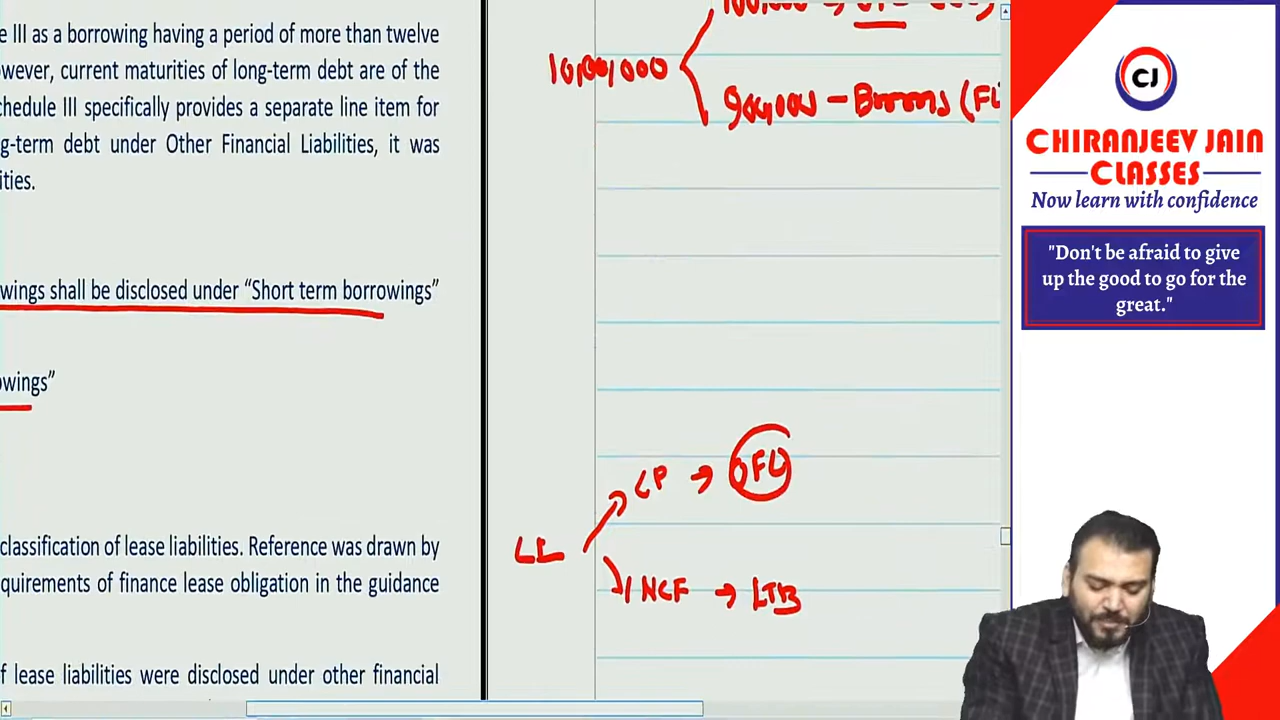 e III as a borrowing having a period of more than twelve
owever, current maturities of long-term debt are of the
chedule III specifically provides a separate line item for
g-term debt under Other Financial Liabilities, it was
ities.
wings shall be disclosed under “Short term borrowings”
owings”
classification of lease liabilities. Reference was drawn by
quirements of finance lease obligation in the guidance
f lease liabilities were disclosed under other financial
100,000 →
10,00,000
900,000 - Borrows (FL
LL
CP → OFL
NCF → LTB
CJ
CHIRANJEEV JAIN
CLASSES
Now learn with confidence
"Don't be afraid to give
up the good to go for the
great."